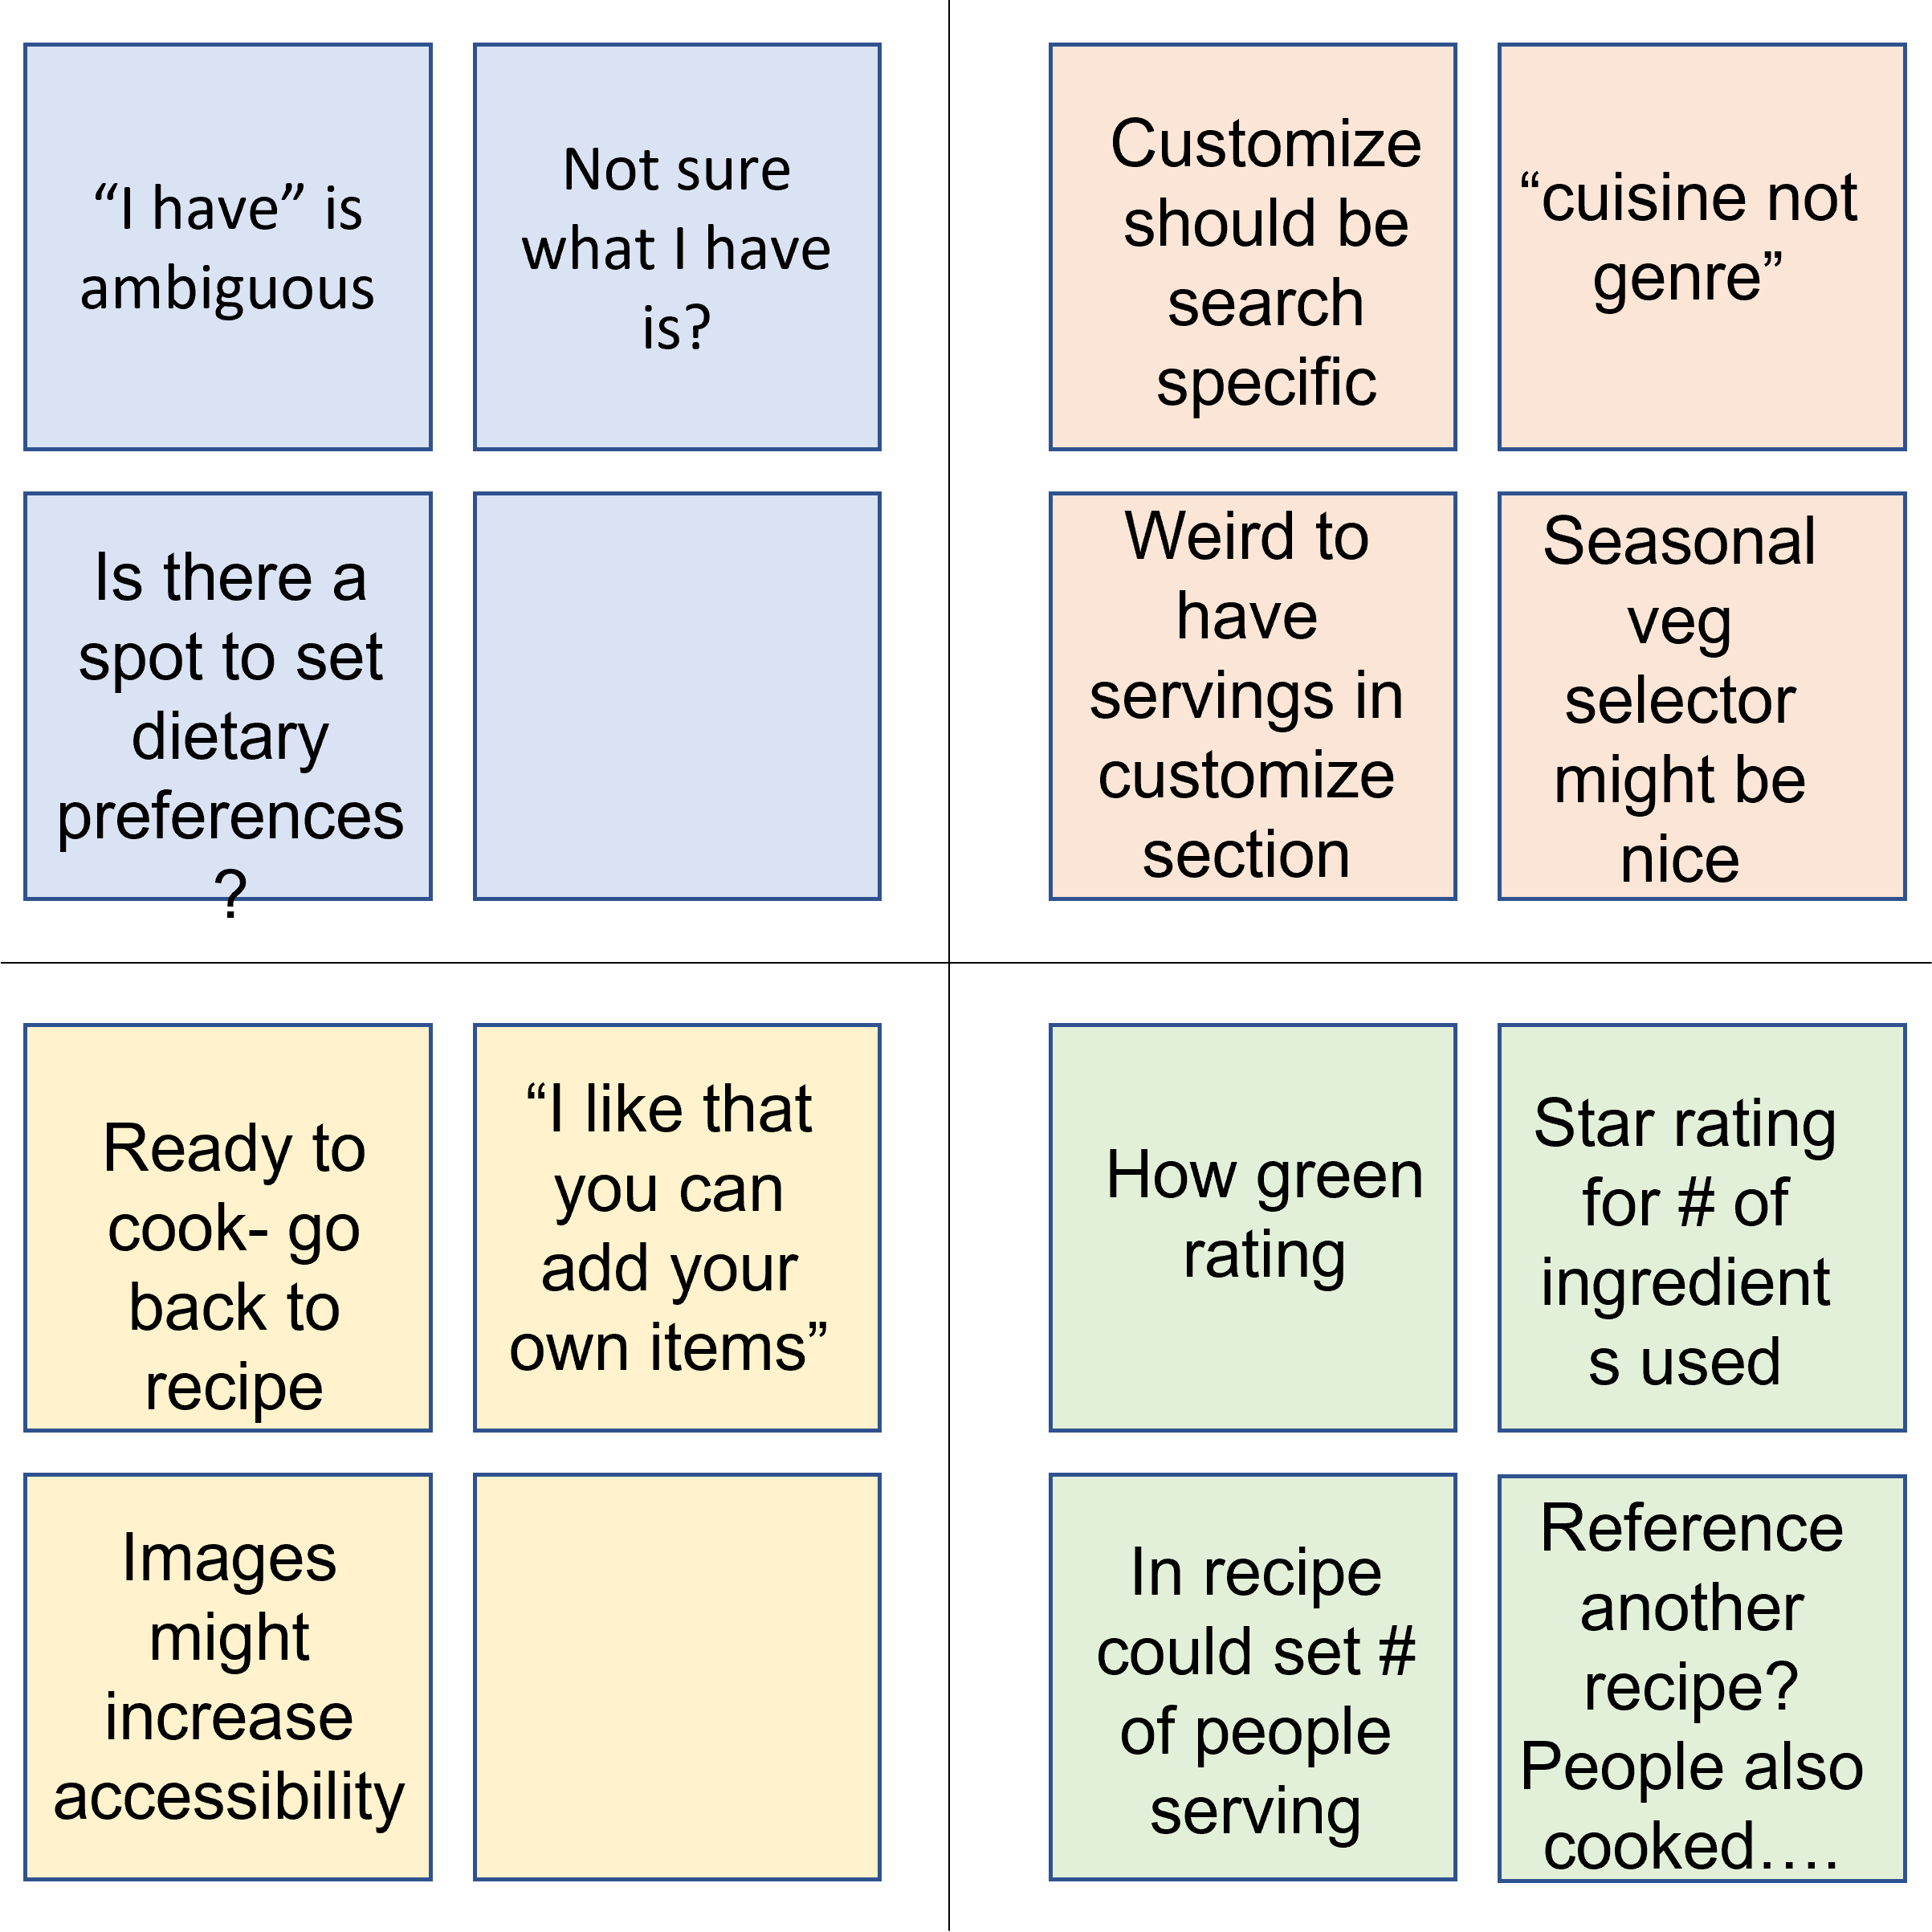 “I have” is
ambiguous
Not sure
what I have
is?
Is there a
spot to set
dietary
preferences
?
Customize
should be
search
specific
“cuisine not
genre”
Weird to
have
servings in
customize
section
Seasonal
veg
selector
might be
nice
Ready to
cook- go
back to
recipe
“I like that
you can
add your
own items”
Images
might
increase
accessibility
How green
rating
Star rating
for # of
ingredient
s used
In recipe
could set #
of people
serving
Reference
another
recipe?
People also
cooked….